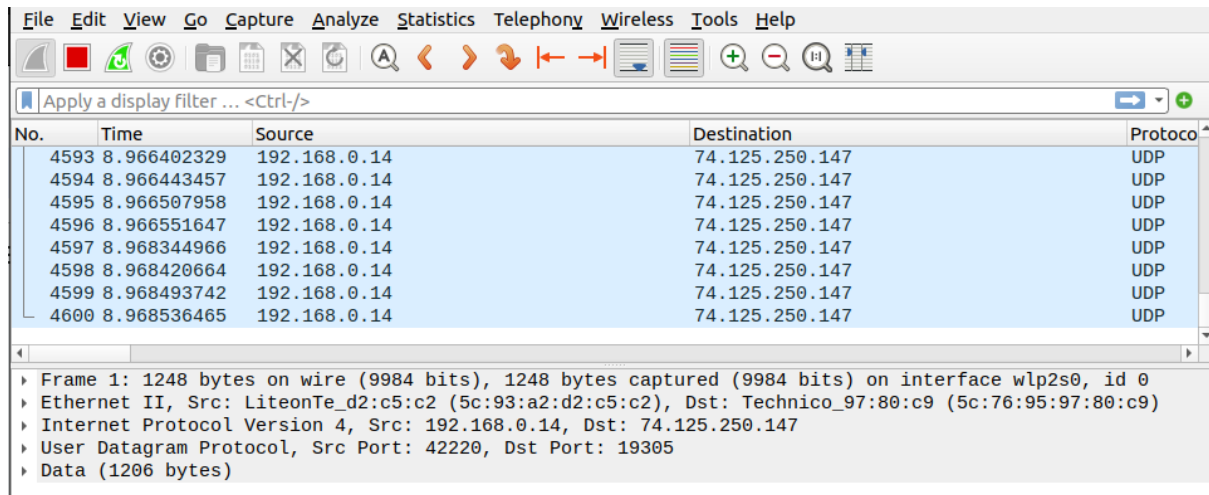 File Edit View Go Capture Analyze Statistics Telephony Wireless Tools Help
Apply a display filter … <Ctrl-/>
No. Time Source Destination Protoco
4593 8.966402329 192.168.0.14 74.125.250.147 UDP
4594 8.966443457 192.168.0.14 74.125.250.147 UDP
4595 8.966507958 192.168.0.14 74.125.250.147 UDP
4596 8.966551647 192.168.0.14 74.125.250.147 UDP
4597 8.968344966 192.168.0.14 74.125.250.147 UDP
4598 8.968420664 192.168.0.14 74.125.250.147 UDP
4599 8.968493742 192.168.0.14 74.125.250.147 UDP
4600 8.968536465 192.168.0.14 74.125.250.147 UDP
Frame 1: 1248 bytes on wire (9984 bits), 1248 bytes captured (9984 bits) on interface wlp2s0, id 0
Ethernet II, Src: LiteonTe_d2:c5:c2 (5c:93:a2:d2:c5:c2), Dst: Technico_97:80:c9 (5c:76:95:97:80:c9)
Internet Protocol Version 4, Src: 192.168.0.14, Dst: 74.125.250.147
User Datagram Protocol, Src Port: 42220, Dst Port: 19305
Data (1206 bytes)